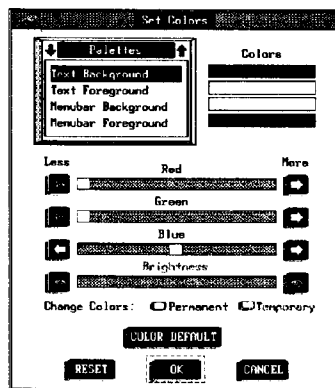 Set Colors
Palettes
Colors
Text Background
Text Foreground
Menubar Background
Menubar Foreground
Less
More
Red
Green
Blue
Brightness
Change Colors: Permanent Temporary
COLOR DEFAULT
RESET OK CANCEL